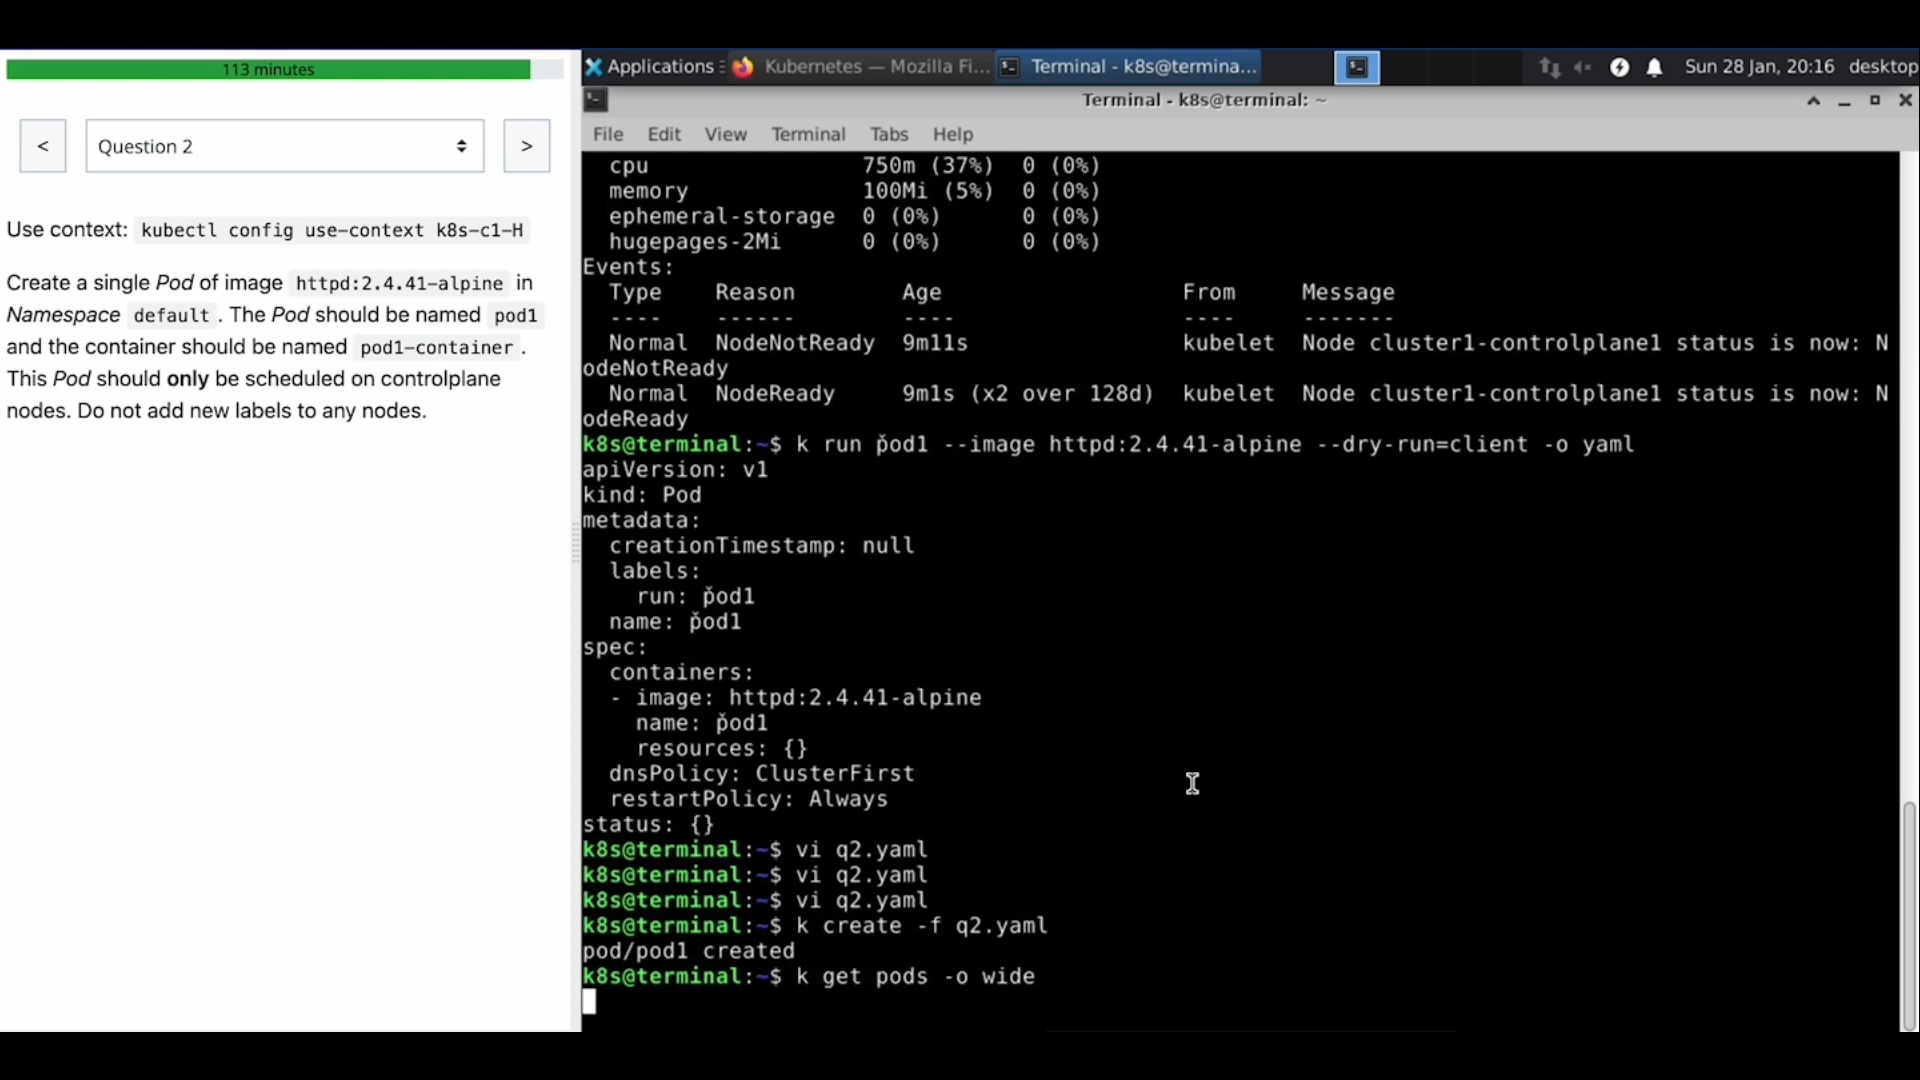 113 minutes
<
Question 2
>
Use context: kubectl config use-context k8s-c1-H
Create a single Pod of image httpd:2.4.41-alpine in
Namespace default . The Pod should be named pod1
and the container should be named pod1-container .
This Pod should only be scheduled on controlplane
nodes. Do not add new labels to any nodes.
Applications Kubernetes — Mozilla Fi... Terminal - k8s@termina... Sun 28 Jan, 20:16 desktop
Terminal - k8s@terminal: ~
File Edit View Terminal Tabs Help
cpu 750m (37%) 0 (0%)
memory 100Mi (5%) 0 (0%)
ephemeral-storage 0 (0%) 0 (0%)
hugepages-2Mi 0 (0%) 0 (0%)
Events:
Type Reason Age From Message
---- ------ ---- ---- -------
Normal NodeNotReady 9m11s kubelet Node cluster1-controlplane1 status is now: N
odeNotReady
Normal NodeReady 9m1s (x2 over 128d) kubelet Node cluster1-controlplane1 status is now: N
odeReady
k8s@terminal:~$ k run p̌od1 --image httpd:2.4.41-alpine --dry-run=client -o yaml
apiVersion: v1
kind: Pod
metadata:
  creationTimestamp: null
  labels:
    run: p̌od1
  name: p̌od1
spec:
  containers:
  - image: httpd:2.4.41-alpine
    name: p̌od1
    resources: {}
  dnsPolicy: ClusterFirst
  restartPolicy: Always
status: {}
k8s@terminal:~$ vi q2.yaml
k8s@terminal:~$ vi q2.yaml
k8s@terminal:~$ vi q2.yaml
k8s@terminal:~$ k create -f q2.yaml
pod/pod1 created
k8s@terminal:~$ k get pods -o wide